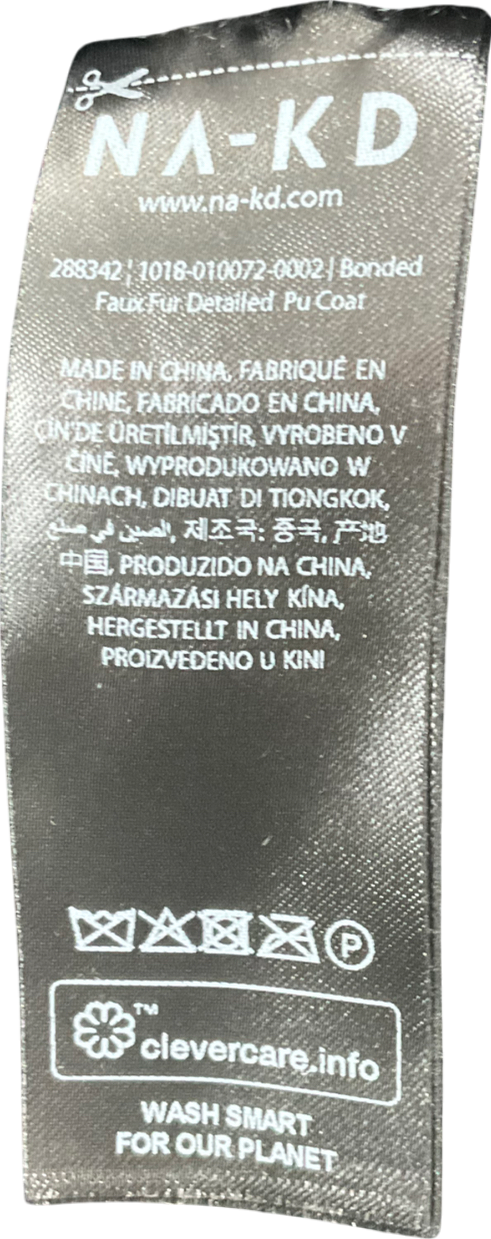 NA-KD
www.na-kd.com
288342 | 1018-010072-0002 | Bonded
Faux Fur Detailed Pu Coat
MADE IN CHINA, FABRIQUÉ EN
CHINE, FABRICADO EN CHINA,
ÇIN'DE ÜRETİLMİŞTİR, VYROBENO V
ČÍNĚ, WYPRODUKOWANO W
CHINACH, DIBUAT DI TIONGKOK,
الصين في صنع, 제조국: 중국, 产地
中国, PRODUZIDO NA CHINA,
SZÁRMAZÁSI HELY KÍNA,
HERGESTELLT IN CHINA,
PROIZVEDENO U KINI
P
™
clevercare.info
WASH SMART
FOR OUR PLANET